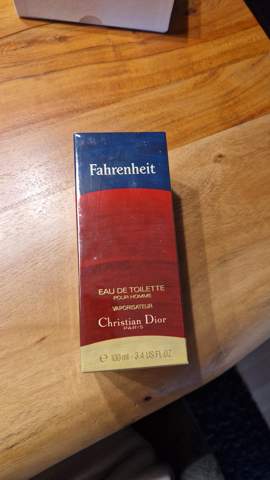 Fahrenheit
EAU DE TOILETTE
POUR HOMME
VAPORISATEUR
Christian Dior
PARIS
℮ 100 ml - 3.4 US FL.OZ.